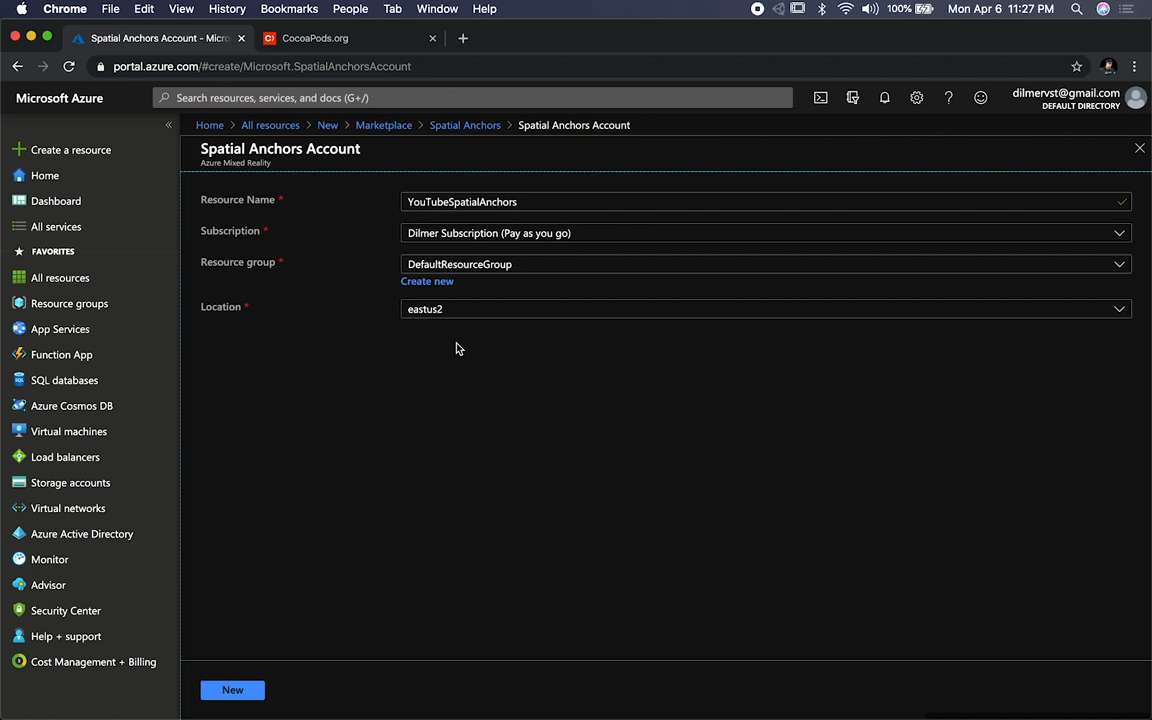 Chrome File Edit View History Bookmarks People Tab Window Help 100% Mon Apr 6 11:27 PM
Spatial Anchors Account - Micro CocoaPods.org
portal.azure.com/#create/Microsoft.SpatialAnchorsAccount
Microsoft Azure Search resources, services, and docs (G+/) dilmervst@gmail.com
DEFAULT DIRECTORY
Home > All resources > New > Marketplace > Spatial Anchors > Spatial Anchors Account
Spatial Anchors Account
Azure Mixed Reality
Create a resource
Home
Dashboard
All services
FAVORITES
All resources
Resource groups
App Services
Function App
SQL databases
Azure Cosmos DB
Virtual machines
Load balancers
Storage accounts
Virtual networks
Azure Active Directory
Monitor
Advisor
Security Center
Help + support
Cost Management + Billing
Resource Name * YouTubeSpatialAnchors
Subscription * Dilmer Subscription (Pay as you go)
Resource group * DefaultResourceGroup
Create new
Location * eastus2
New